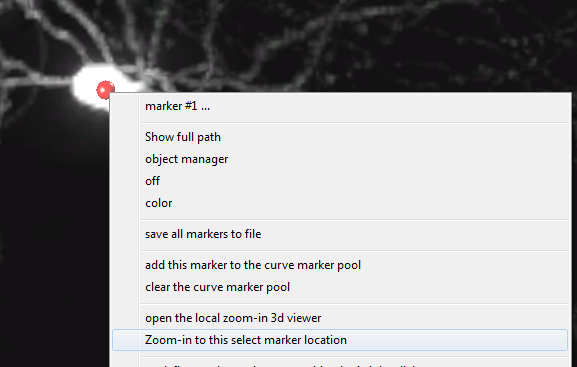 marker #1 ...
Show full path
object manager
off
color
save all markers to file
add this marker to the curve marker pool
clear the curve marker pool
open the local zoom-in 3d viewer
Zoom-in to this select marker location